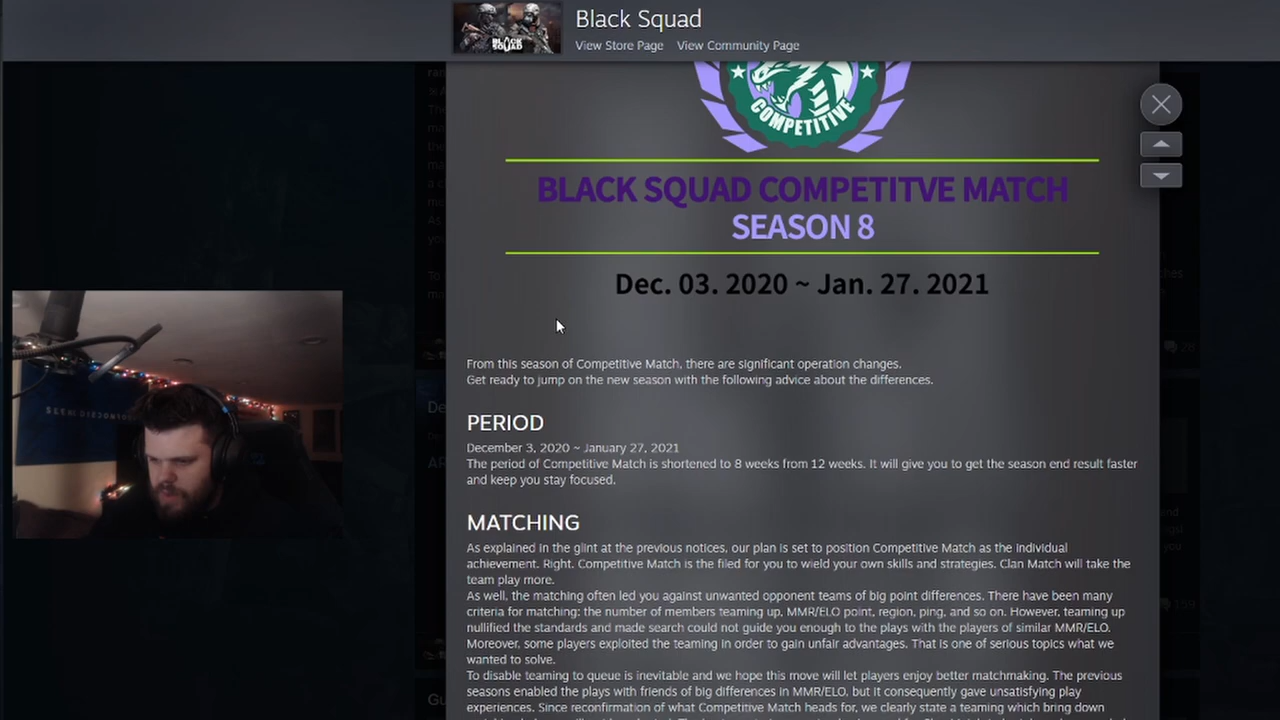 Black Squad
View Store Page View Community Page
BLACK SQUAD
COMPETITIVE
BLACK SQUAD COMPETITVE MATCH
SEASON 8
Dec. 03. 2020 ~ Jan. 27. 2021
From this season of Competitive Match, there are significant operation changes.
Get ready to jump on the new season with the following advice about the differences.
PERIOD
December 3, 2020 ~ January 27, 2021
The period of Competitive Match is shortened to 8 weeks from 12 weeks. It will give you to get the season end result faster
and keep you stay focused.
MATCHING
As explained in the glint at the previous notices, our plan is set to position Competitive Match as the individual
achievement. Right. Competitive Match is the filed for you to wield your own skills and strategies. Clan Match will take the
team play more.
As well, the matching often led you against unwanted opponent teams of big point differences. There have been many
criteria for matching: the number of members teaming up, MMR/ELO point, region, ping, and so on. However, teaming up
nullified the standards and made search could not guide you enough to the plays with the players of similar MMR/ELO.
Moreover, some players exploited the teaming in order to gain unfair advantages. That is one of serious topics what we
wanted to solve.
To disable teaming to queue is inevitable and we hope this move will let players enjoy better matchmaking. The previous
seasons enabled the plays with friends of big differences in MMR/ELO, but it consequently gave unsatisfying play
experiences. Since reconfirmation of what Competitive Match heads for, we clearly state a teaming which bring down